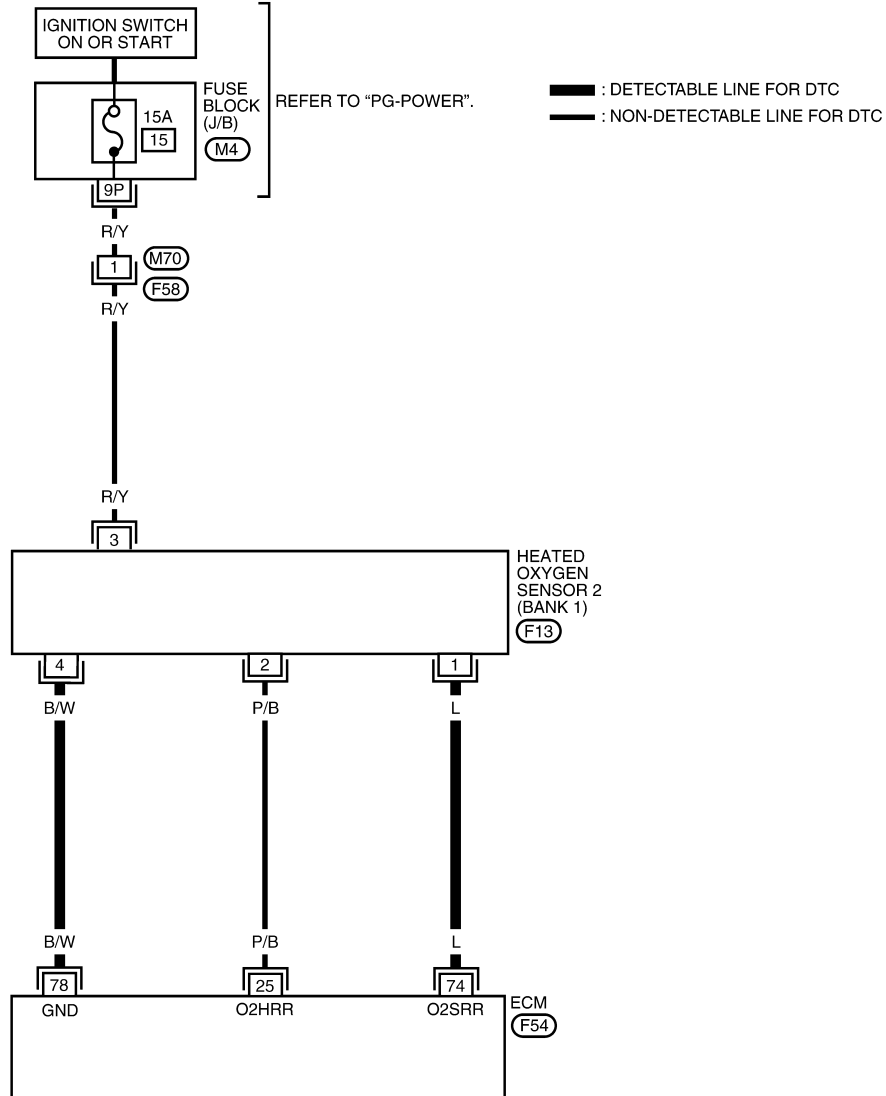 IGNITION SWITCH
ON OR START
FUSE
BLOCK
(J/B)
M4
15A
15
REFER TO “PG-POWER”.
: DETECTABLE LINE FOR DTC
: NON-DETECTABLE LINE FOR DTC
9P
R/Y
1
M70
F58
R/Y
R/Y
3
HEATED
OXYGEN
SENSOR 2
(BANK 1)
F13
4 2 1
B/W P/B L
B/W P/B L
78 25 74
GND O2HRR O2SRR
ECM
F54